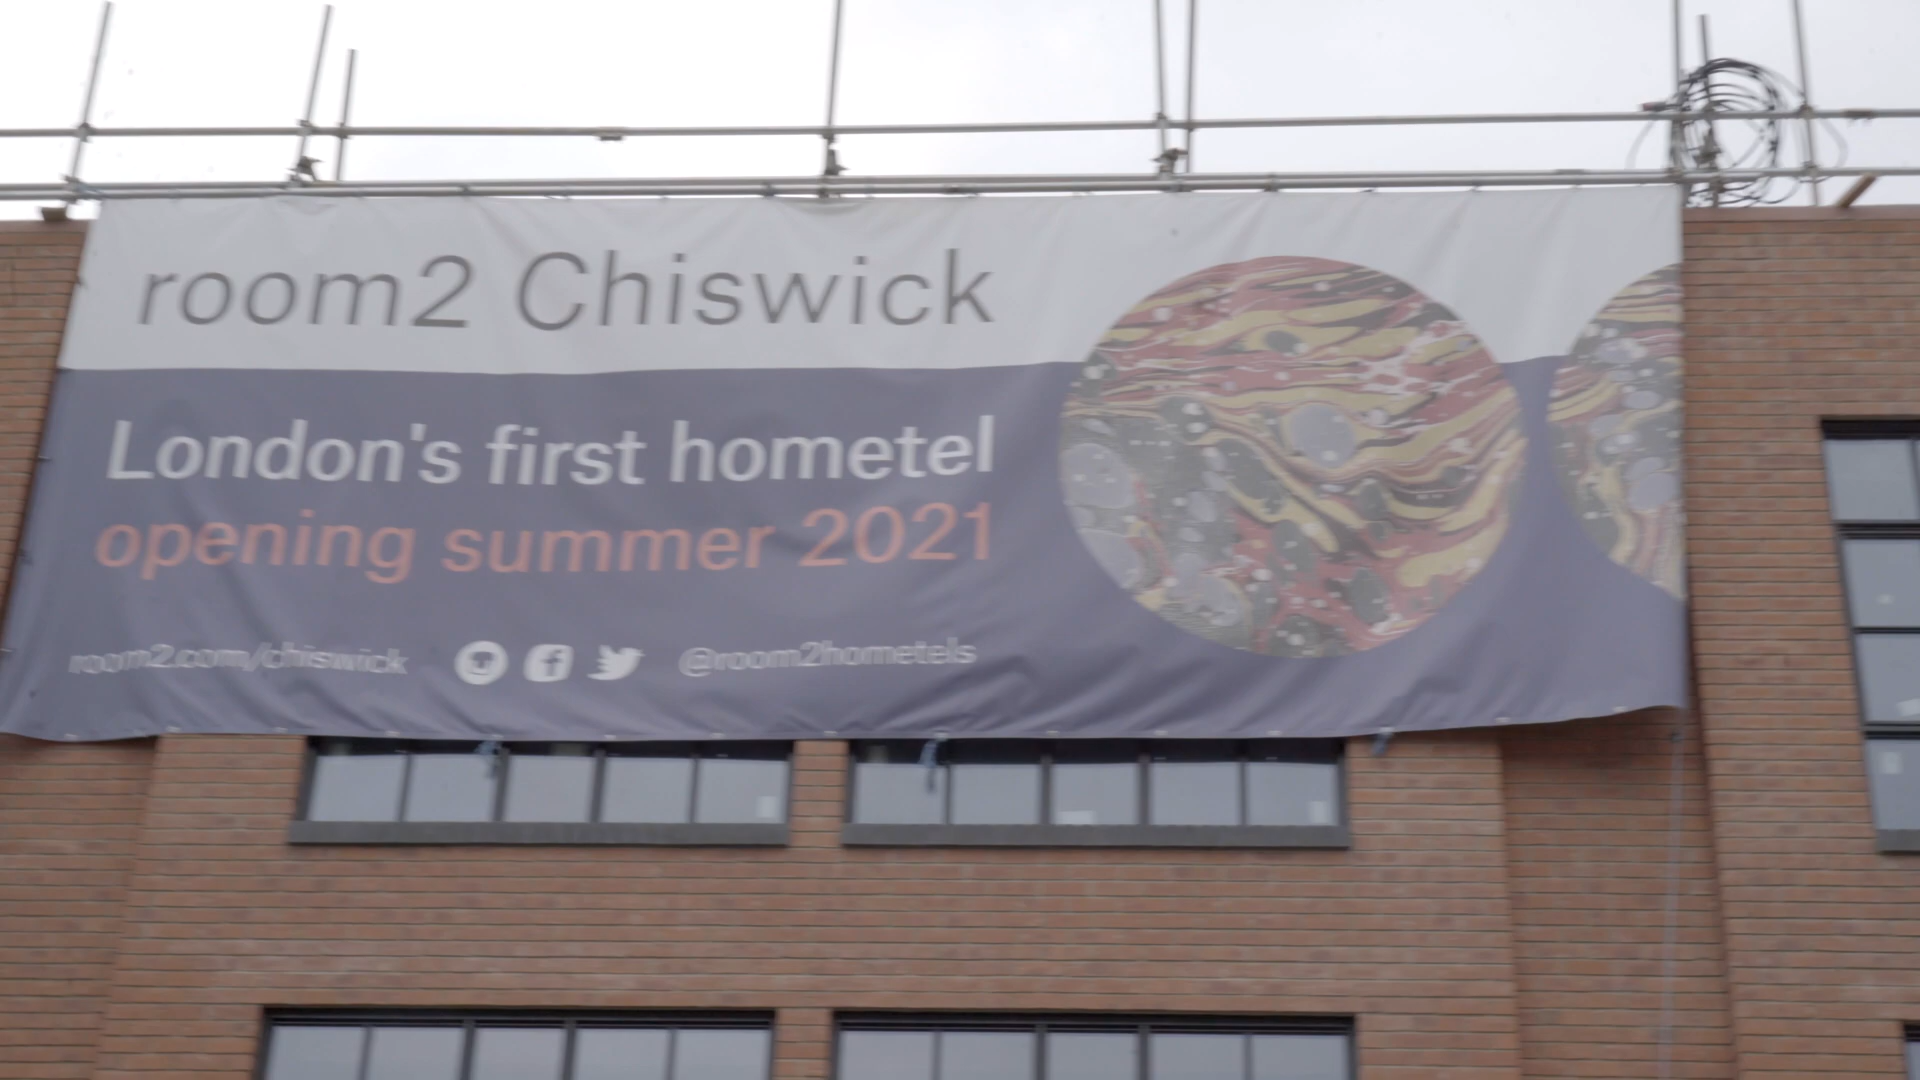 room2 Chiswick
London's first hometel
opening summer 2021
room2.com/chiswick @room2hometels